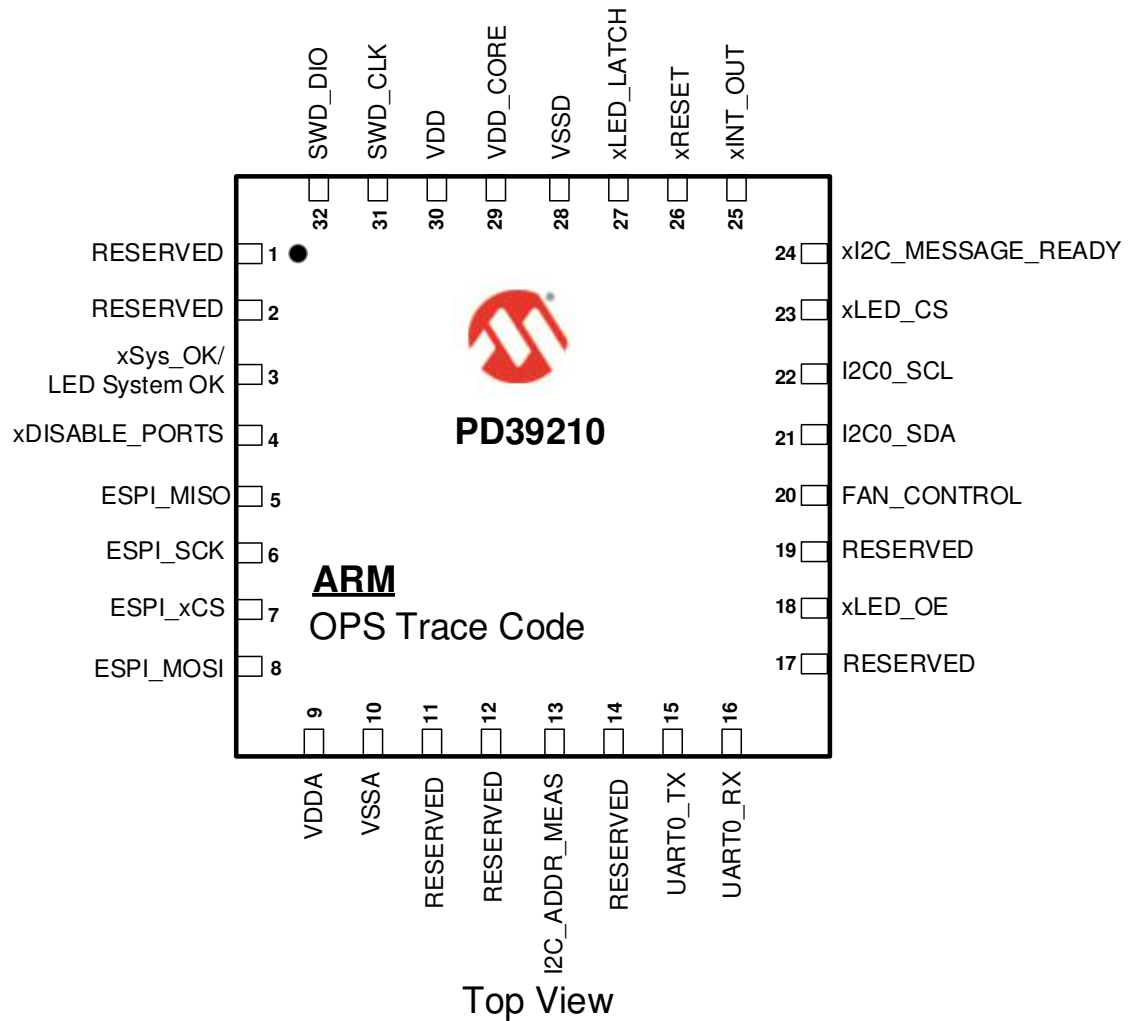 SWD_DIO
SWD_CLK
VDD
VDD_CORE
VSSD
xLED_LATCH
xRESET
xINT_OUT
32
31
30
29
28
27
26
25
RESERVED
1
RESERVED
2
xSys_OK/
LED System OK
3
xDISABLE_PORTS
4
ESPI_MISO
5
ESPI_SCK
6
ESPI_xCS
7
ESPI_MOSI
8
24
xI2C_MESSAGE_READY
23
xLED_CS
22
I2C0_SCL
21
I2C0_SDA
20
FAN_CONTROL
19
RESERVED
18
xLED_OE
17
RESERVED
PD39210
ARM
OPS Trace Code
9
10
11
12
13
14
15
16
VDDA
VSSA
RESERVED
RESERVED
I2C_ADDR_MEAS
RESERVED
UART0_TX
UART0_RX
Top View